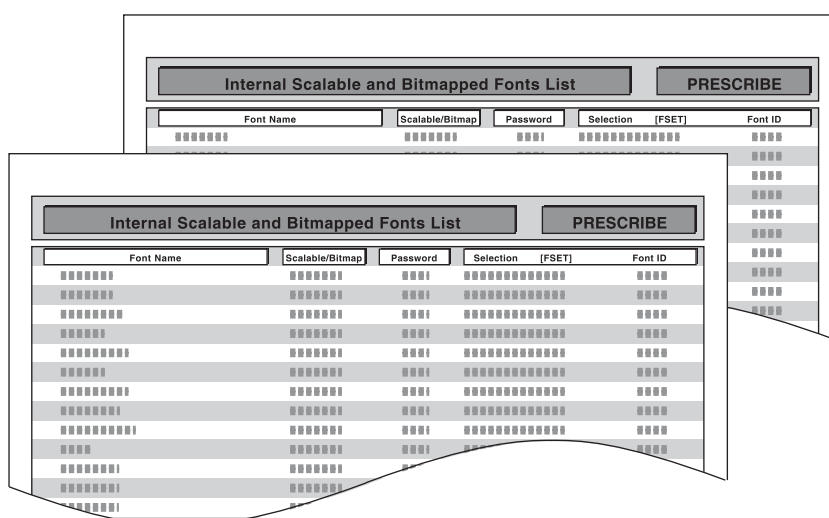 Internal Scalable and Bitmapped Fonts List PRESCRIBE
Font Name Scalable/Bitmap Password Selection [FSET] Font ID
Internal Scalable and Bitmapped Fonts List PRESCRIBE
Font Name Scalable/Bitmap Password Selection [FSET] Font ID